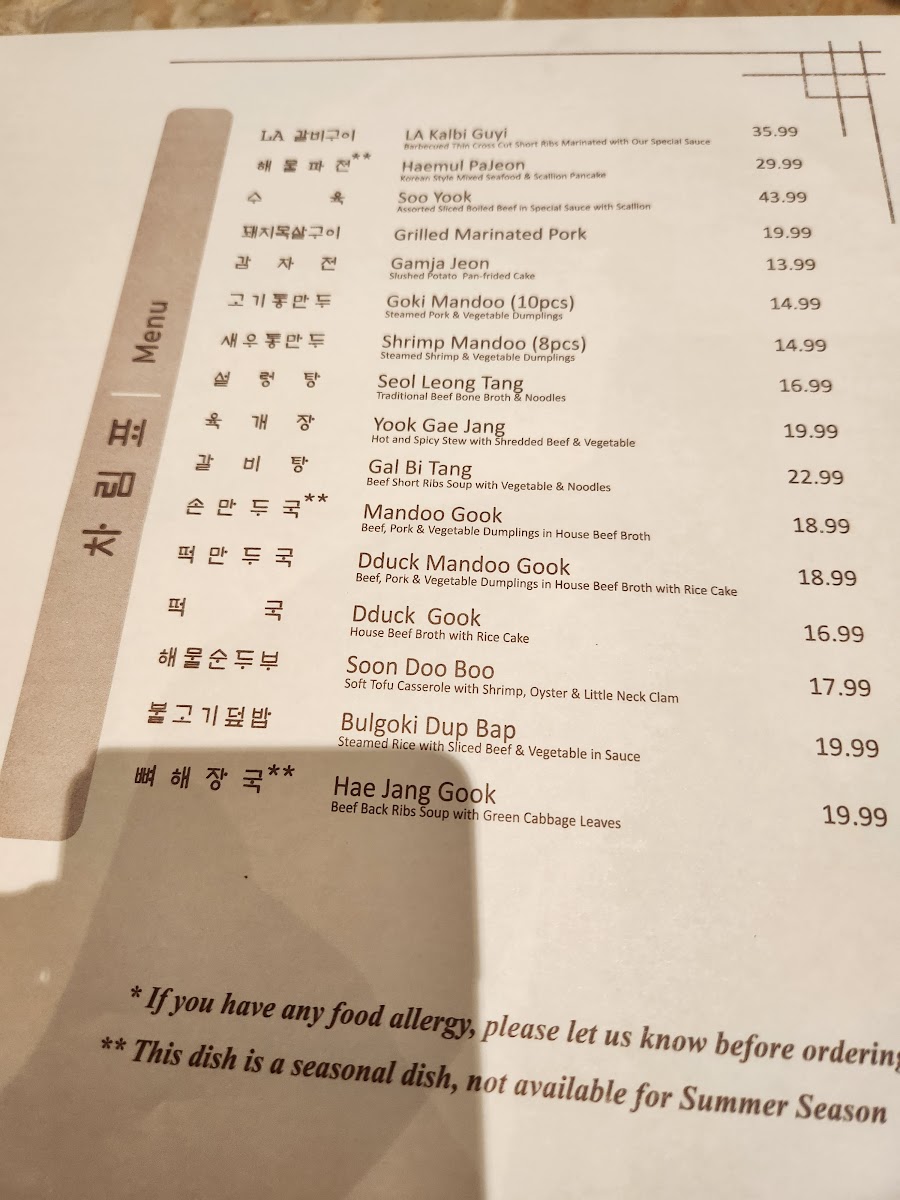 차림표 | Menu
LA 갈비구이 LA Kalbi Guyi 35.99
Barbecued Thin Cross Cut Short Ribs Marinated with Our Special Sauce
해 물 파 전** Haemul PaJeon 29.99
Korean Style Mixed Seafood & Scallion Pancake
수 육 Soo Yook 43.99
Assorted Sliced Boiled Beef in Special Sauce with Scallion
돼지목살구이 Grilled Marinated Pork 19.99
감 자 전 Gamja Jeon 13.99
Slushed Potato Pan-frided Cake
고기통만두 Goki Mandoo (10pcs) 14.99
Steamed Pork & Vegetable Dumplings
새우통만두 Shrimp Mandoo (8pcs) 14.99
Steamed Shrimp & Vegetable Dumplings
설 렁 탕 Seol Leong Tang 16.99
Traditional Beef Bone Broth & Noodles
육 개 장 Yook Gae Jang 19.99
Hot and Spicy Stew with Shredded Beef & Vegetable
갈 비 탕 Gal Bi Tang 22.99
Beef Short Ribs Soup with Vegetable & Noodles
손 만 두 국** Mandoo Gook 18.99
Beef, Pork & Vegetable Dumplings in House Beef Broth
떡 만 두 국 Dduck Mandoo Gook 18.99
Beef, Pork & Vegetable Dumplings in House Beef Broth with Rice Cake
떡 국 Dduck Gook 16.99
House Beef Broth with Rice Cake
해물순두부 Soon Doo Boo 17.99
Soft Tofu Casserole with Shrimp, Oyster & Little Neck Clam
불고기덮밥 Bulgoki Dup Bap 19.99
Steamed Rice with Sliced Beef & Vegetable in Sauce
뼈 해 장 국** Hae Jang Gook 19.99
Beef Back Ribs Soup with Green Cabbage Leaves
* If you have any food allergy, please let us know before ordering
** This dish is a seasonal dish, not available for Summer Season